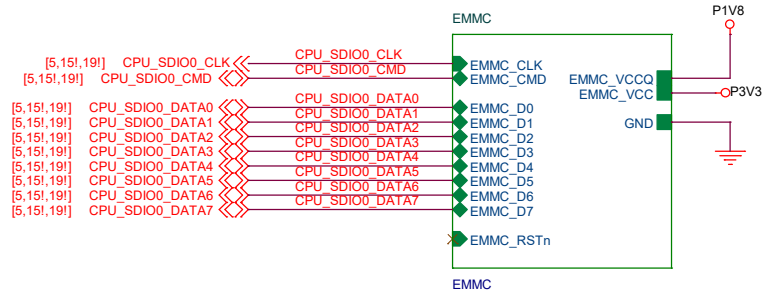 EMMC
P1V8
[5,15!,19!] CPU_SDIO0_CLK CPU_SDIO0_CLK EMMC_CLK
[5,15!,19!] CPU_SDIO0_CMD CPU_SDIO0_CMD EMMC_CMD EMMC_VCCQ
EMMC_VCC P3V3
[5,15!,19!] CPU_SDIO0_DATA0 CPU_SDIO0_DATA0 EMMC_D0
[5,15!,19!] CPU_SDIO0_DATA1 CPU_SDIO0_DATA1 EMMC_D1 GND
[5,15!,19!] CPU_SDIO0_DATA2 CPU_SDIO0_DATA2 EMMC_D2
[5,15!,19!] CPU_SDIO0_DATA3 CPU_SDIO0_DATA3 EMMC_D3
[5,15!,19!] CPU_SDIO0_DATA4 CPU_SDIO0_DATA4 EMMC_D4
[5,15!,19!] CPU_SDIO0_DATA5 CPU_SDIO0_DATA5 EMMC_D5
[5,15!,19!] CPU_SDIO0_DATA6 CPU_SDIO0_DATA6 EMMC_D6
[5,15!,19!] CPU_SDIO0_DATA7 CPU_SDIO0_DATA7 EMMC_D7
EMMC_RSTn
EMMC